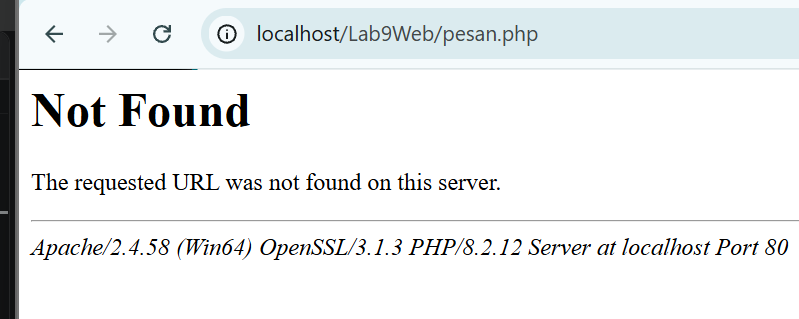 localhost/Lab9Web/pesan.php
Not Found
The requested URL was not found on this server.
Apache/2.4.58 (Win64) OpenSSL/3.1.3 PHP/8.2.12 Server at localhost Port 80